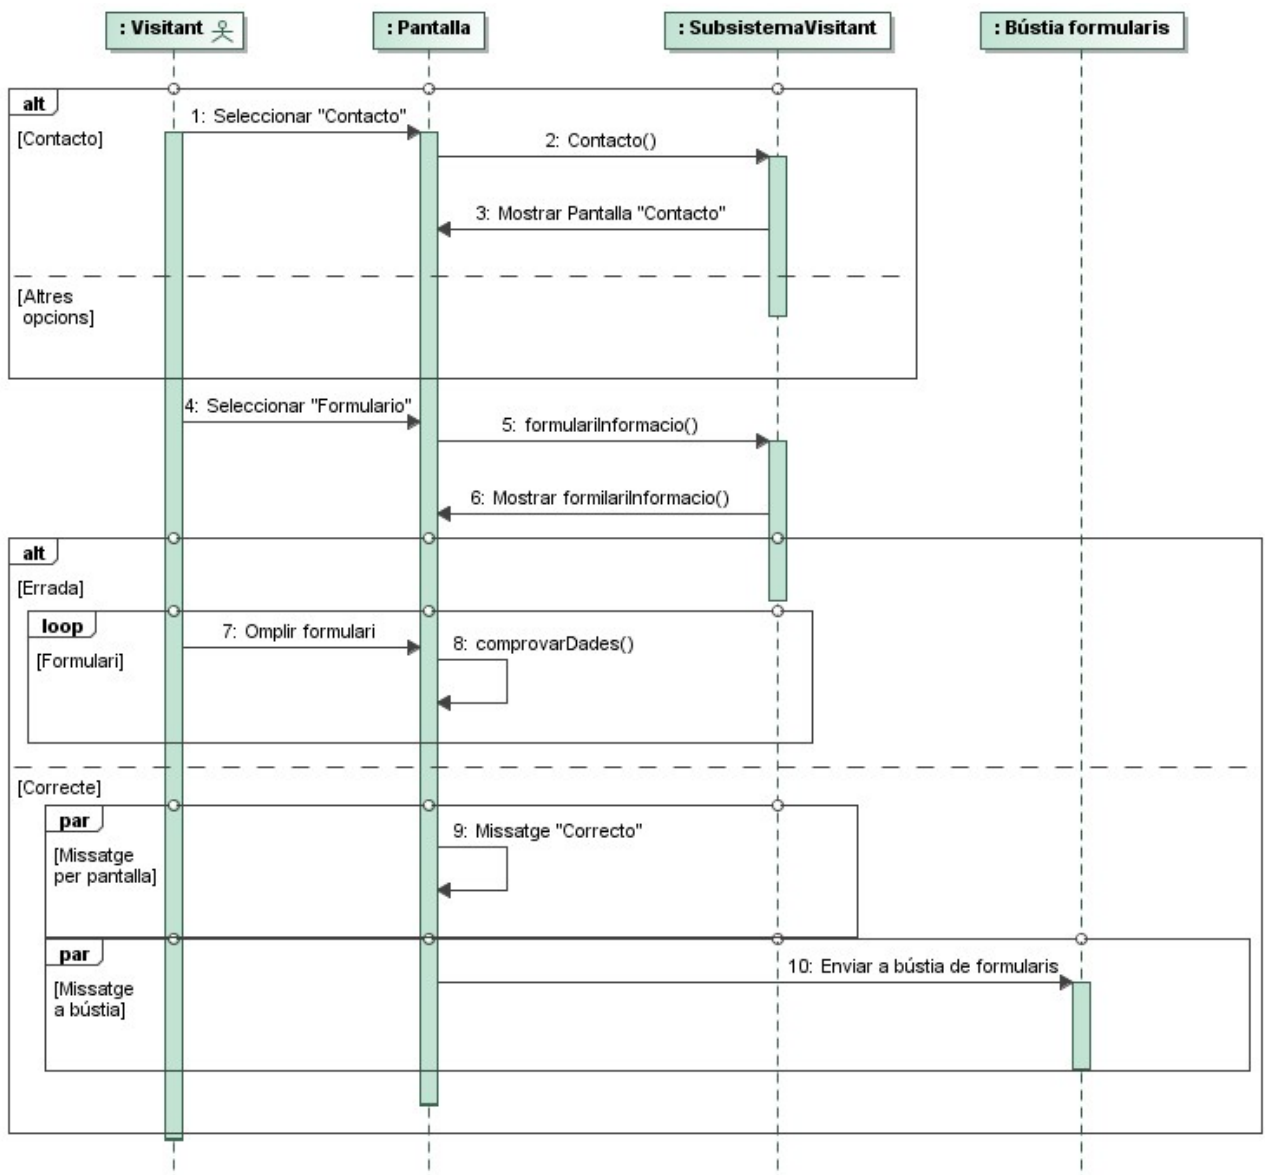 : Visitant
: Pantalla
: SubsistemaVisitant
: Bústia formularis
alt
[Contacto]
1: Seleccionar "Contacto"
2: Contacto()
3: Mostrar Pantalla "Contacto"
[Altres
opcions]
4: Seleccionar "Formulario"
5: formulariInformacio()
6: Mostrar formilariInformacio()
alt
[Errada]
loop
[Formulari]
7: Omplir formulari
8: comprovarDades()
[Correcte]
par
[Missatge
per pantalla]
9: Missatge "Correcto"
par
[Missatge
a bústia]
10: Enviar a bústia de formularis